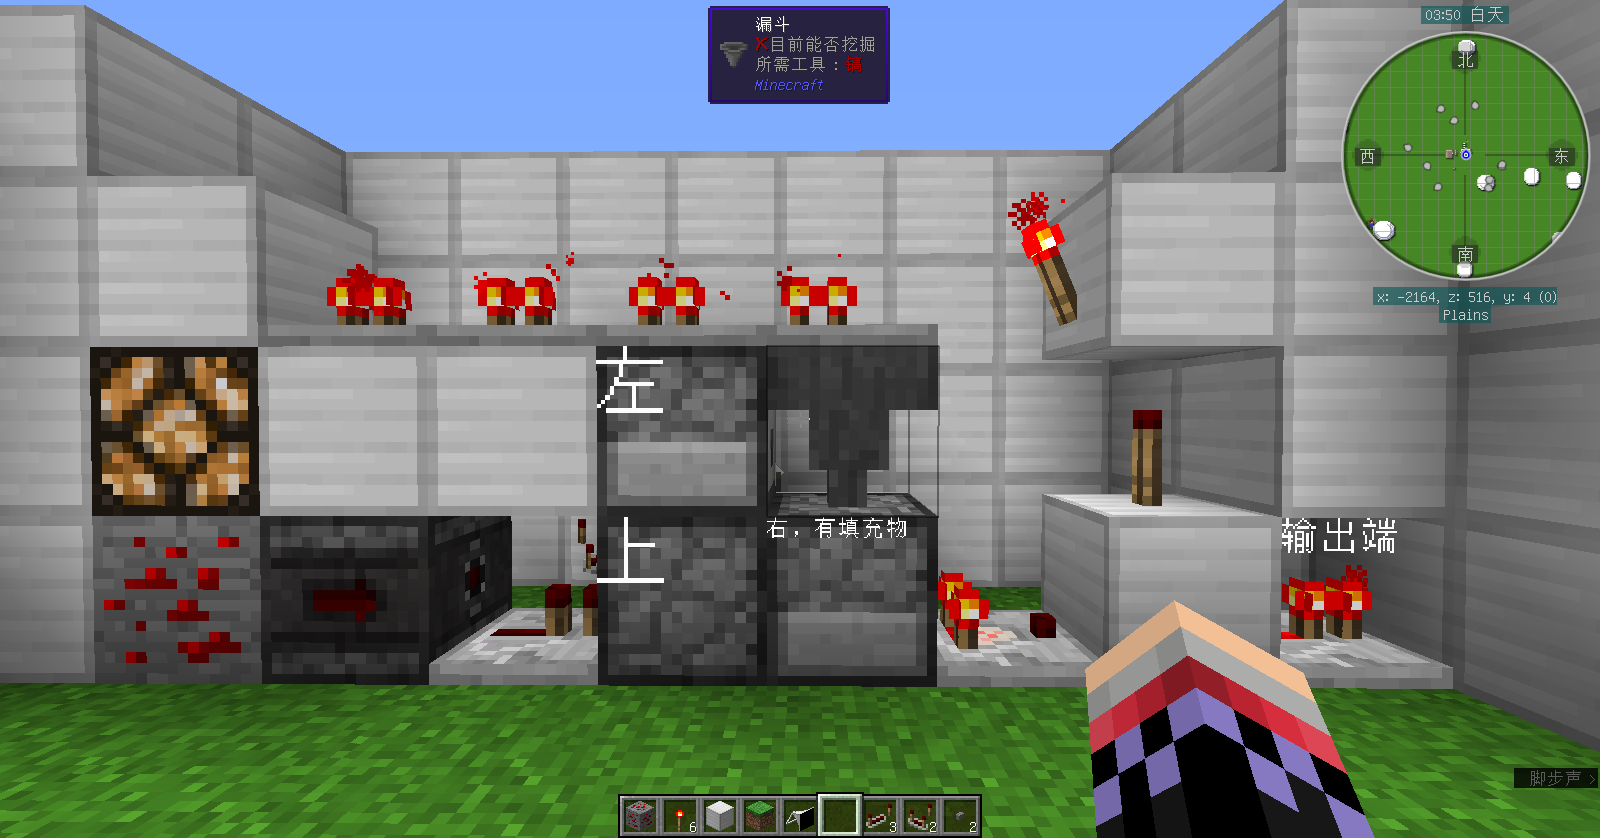 漏斗
X目前能否挖掘
所需工具：镐
Minecraft
03:50 白天
北
西
东
南
x: -2164, z: 516, y: 4 (0)
Plains
左
上
右，有填充物
输出端
脚步声 >
6
3
2
2